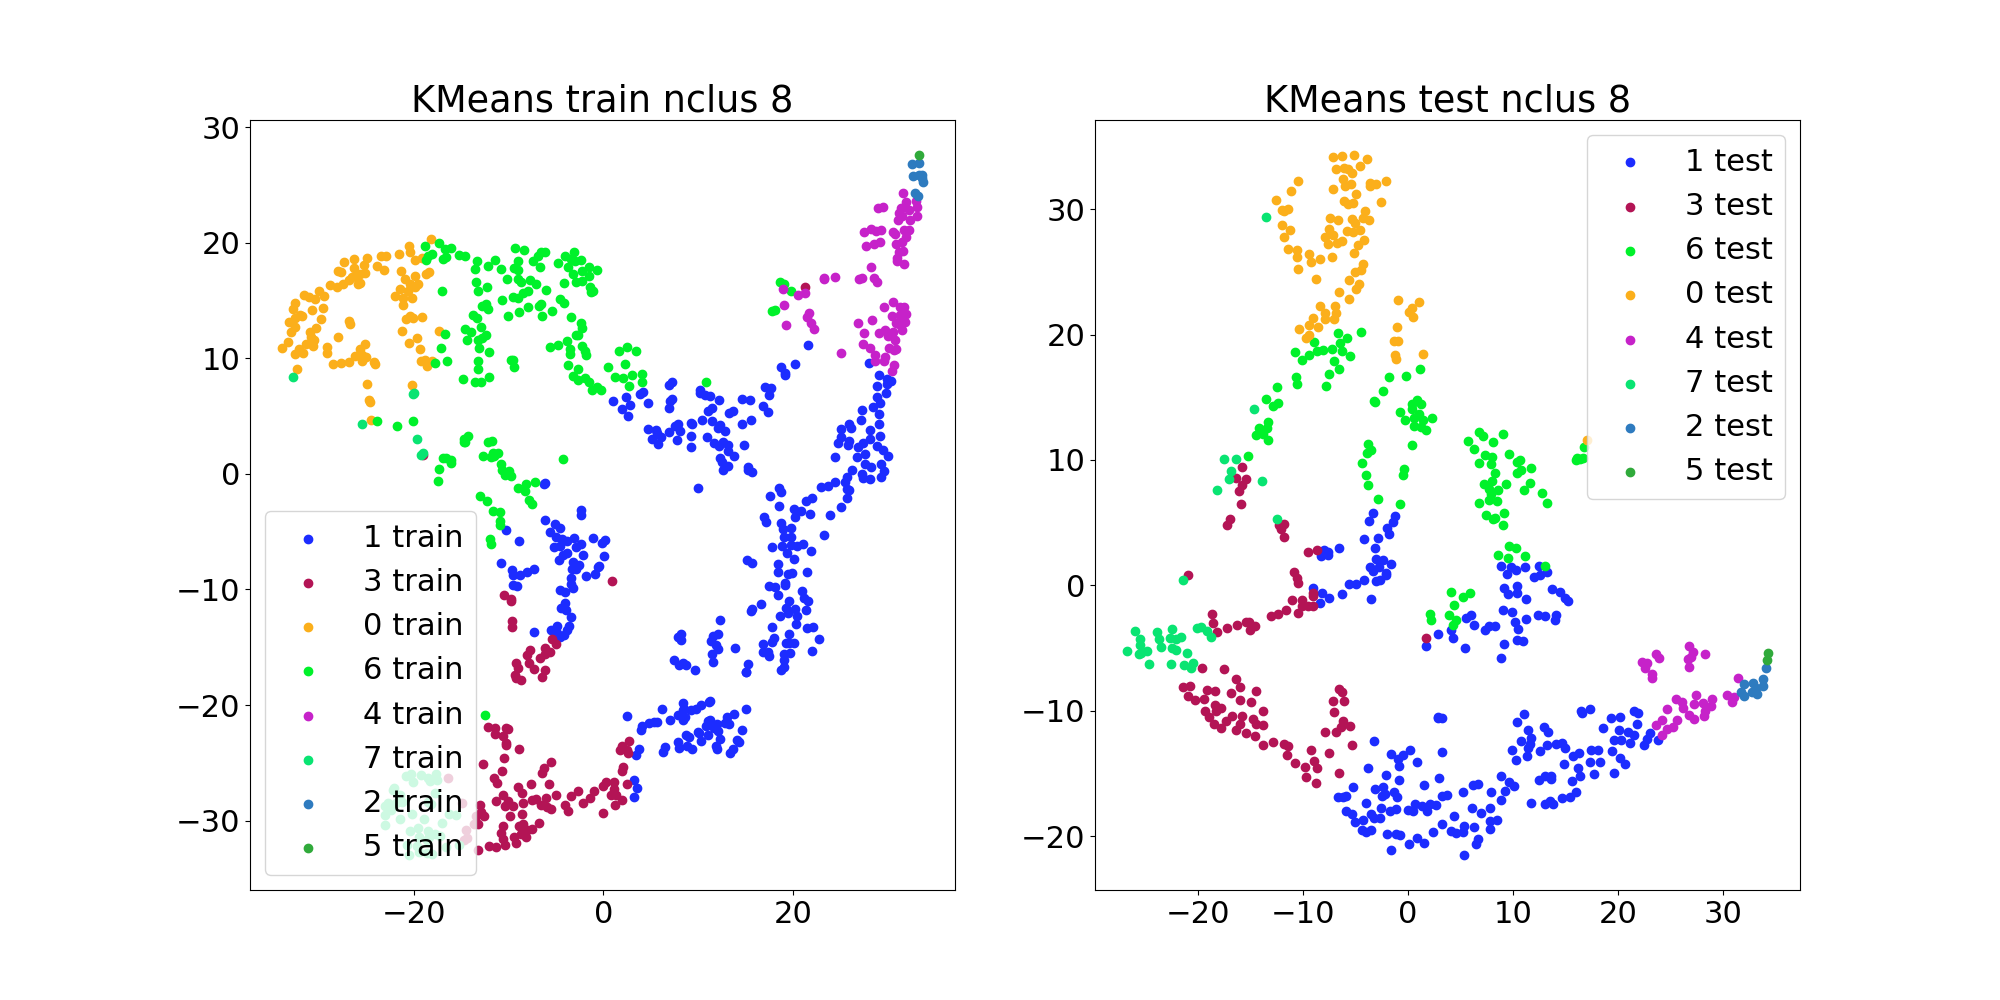 KMeans train nclus 8
30
20
10
0
−10
−20
−30
−20
0
20
1 train
3 train
0 train
6 train
4 train
7 train
2 train
5 train
KMeans test nclus 8
30
20
10
0
−10
−20
−20
−10
0
10
20
30
1 test
3 test
6 test
0 test
4 test
7 test
2 test
5 test